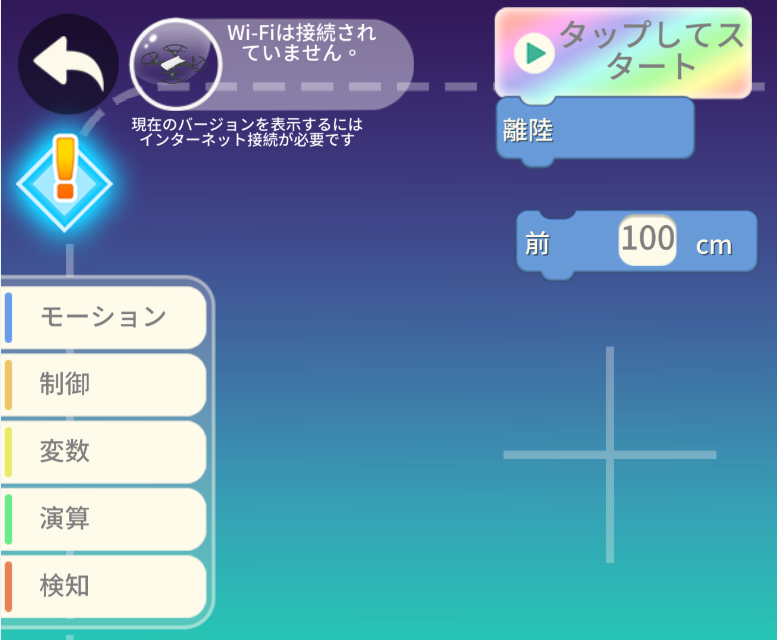 Wi-Fiは接続され
ていません。
現在のバージョンを表示するには
インターネット接続が必要です
タップしてス
タート
離陸
前 100 cm
モーション
制御
変数
演算
検知